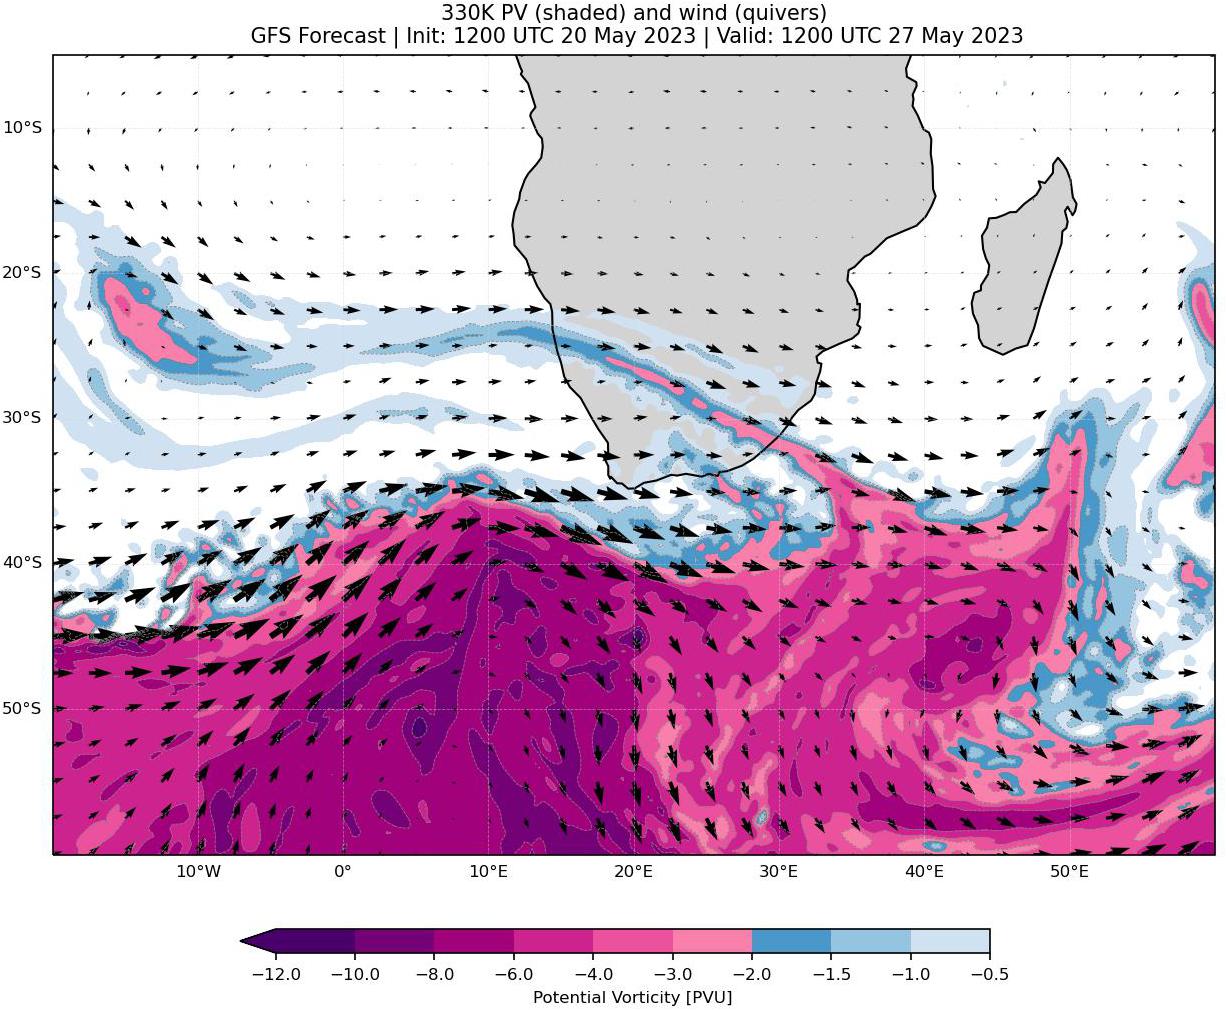 330K PV (shaded) and wind (quivers)
GFS Forecast | Init: 1200 UTC 20 May 2023 | Valid: 1200 UTC 27 May 2023
10°S
20°S
30°S
40°S
50°S
10°W 0° 10°E 20°E 30°E 40°E 50°E
−12.0 −10.0 −8.0 −6.0 −4.0 −3.0 −2.0 −1.5 −1.0 −0.5
Potential Vorticity [PVU]